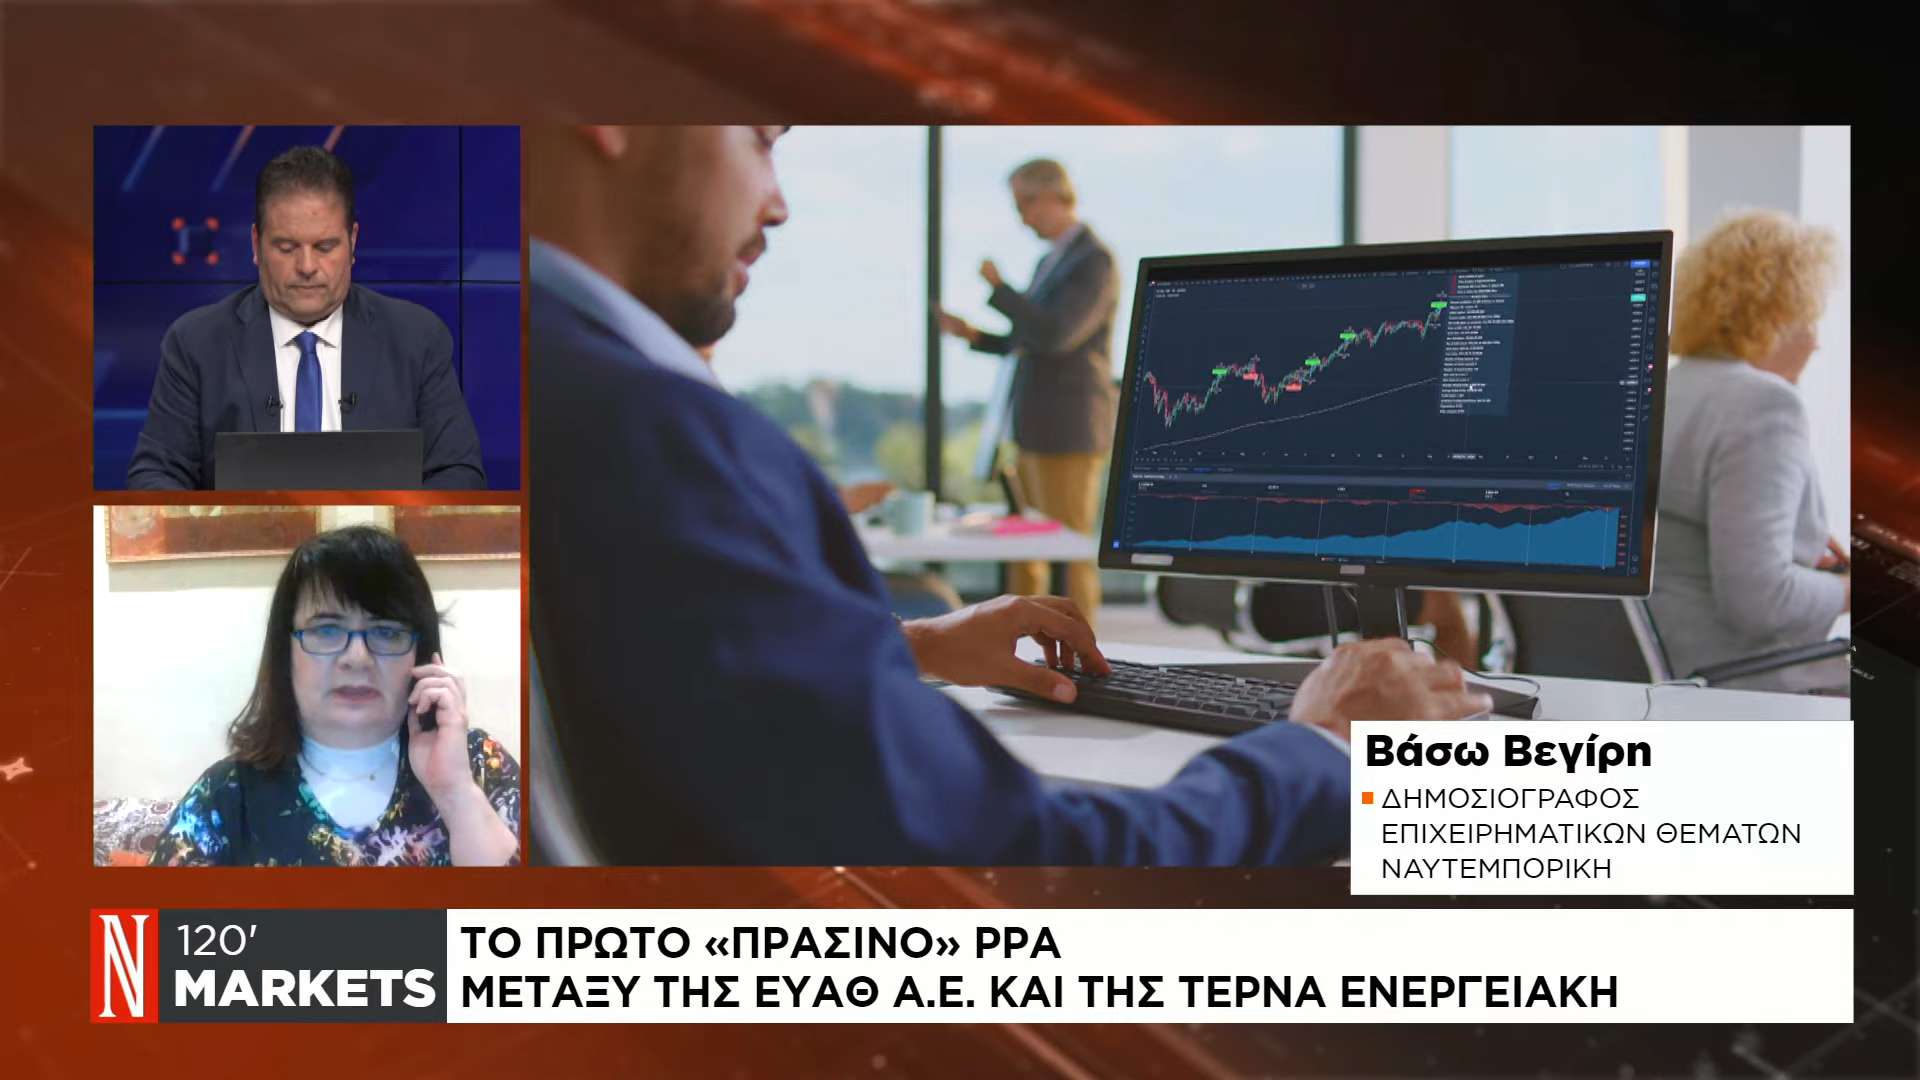 Βάσω Βεγίρη
ΔΗΜΟΣΙΟΓΡΑΦΟΣ
ΕΠΙΧΕΙΡΗΜΑΤΙΚΩΝ ΘΕΜΑΤΩΝ
ΝΑΥΤΕΜΠΟΡΙΚΗ
N
120'
MARKETS
ΤΟ ΠΡΩΤΟ «ΠΡΑΣΙΝΟ» PPA
ΜΕΤΑΞΥ ΤΗΣ ΕΥΑΘ Α.Ε. ΚΑΙ ΤΗΣ ΤΕΡΝΑ ΕΝΕΡΓΕΙΑΚΗ